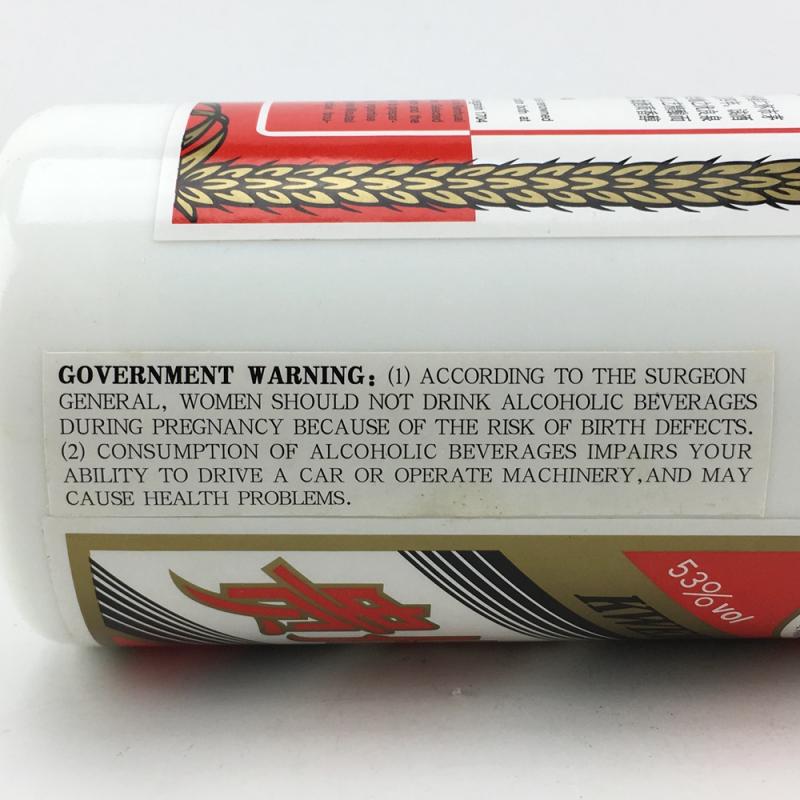 GOVERNMENT WARNING: (1) ACCORDING TO THE SURGEON
GENERAL, WOMEN SHOULD NOT DRINK ALCOHOLIC BEVERAGES
DURING PREGNANCY BECAUSE OF THE RISK OF BIRTH DEFECTS.
(2) CONSUMPTION OF ALCOHOLIC BEVERAGES IMPAIRS YOUR
ABILITY TO DRIVE A CAR OR OPERATE MACHINERY,AND MAY
CAUSE HEALTH PROBLEMS.
53%vol